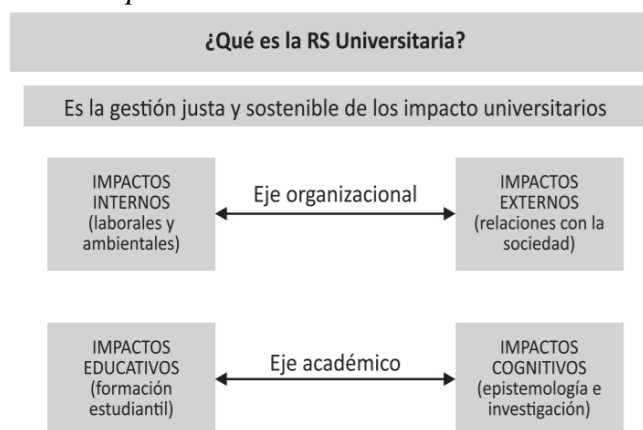 ¿Qué es la RS Universitaria?
Es la gestión justa y sostenible de los impacto universitarios
IMPACTOS
INTERNOS
(laborales y
ambientales)
Eje organizacional
IMPACTOS
EXTERNOS
(relaciones con la
sociedad)
IMPACTOS
EDUCATIVOS
(formación
estudiantil)
Eje académico
IMPACTOS
COGNITIVOS
(epistemología e
investigación)